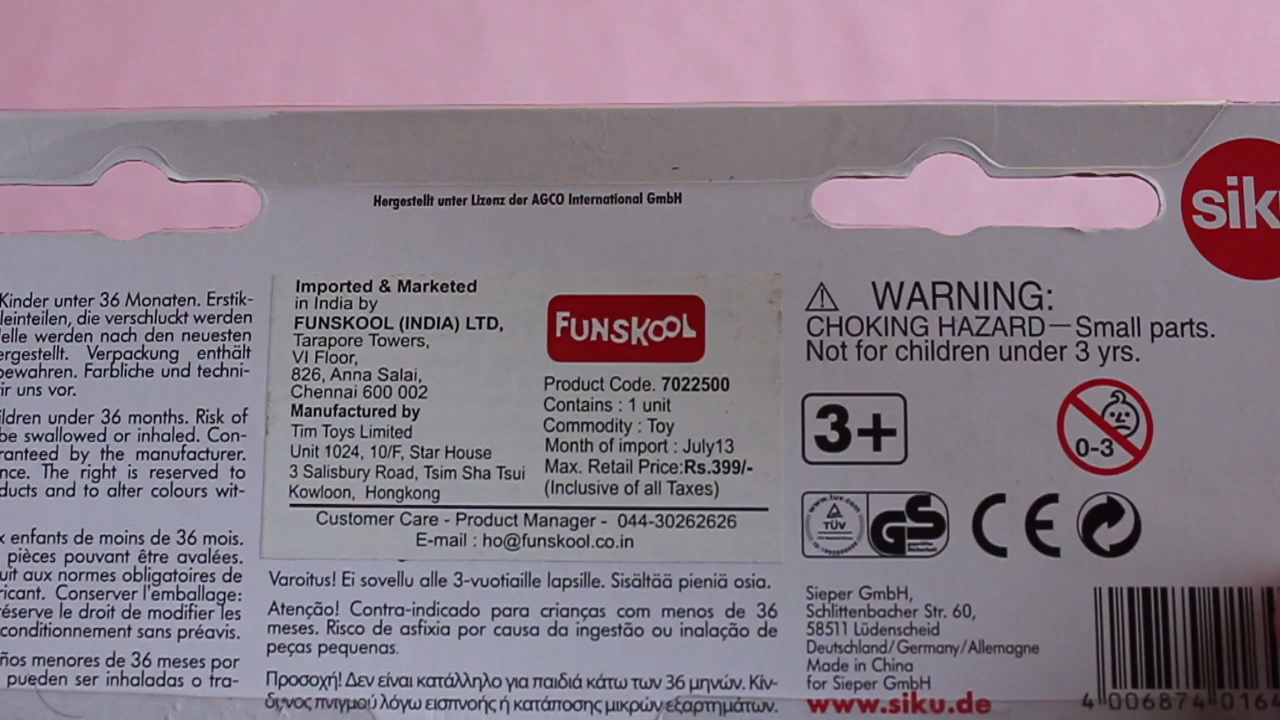 Hergestellt unter Lizenz der AGCO International GmbH
Kinder unter 36 Monaten. Erstik-
leinteilen, die verschluckt werden
elle werden nach den neuesten
ergestellt. Verpackung enthält
bewahren. Farbliche und techni-
ir uns vor.
ildren under 36 months. Risk of
be swallowed or inhaled. Con-
ranteed by the manufacturer.
nce. The right is reserved to
ducts and to alter colours wit-
x enfants de moins de 36 mois.
pièces pouvant être avalées.
uit aux normes obligatoires de
ricant. Conserver l'emballage:
réserve le droit de modifier les
conditionnement sans préavis.
ños menores de 36 meses por
pueden ser inhaladas o tra-
Imported & Marketed
in India by
FUNSKOOL (INDIA) LTD,
Tarapore Towers,
VI Floor,
826, Anna Salai,
Chennai 600 002
Manufactured by
Tim Toys Limited
Unit 1024, 10/F, Star House
3 Salisbury Road, Tsim Sha Tsui
Kowloon, Hongkong
FUNSKOOL
Product Code. 7022500
Contains : 1 unit
Commodity : Toy
Month of import : July13
Max. Retail Price:Rs.399/-
(Inclusive of all Taxes)
Customer Care - Product Manager - 044-30262626
E-mail : ho@funskool.co.in
Varoitus! Ei sovellu alle 3-vuotiaille lapsille. Sisältää pieniä osia.
Atenção! Contra-indicado para crianças com menos de 36
meses. Risco de asfixia por causa da ingestão ou inalação de
peças pequenas.
Προσοχή! Δεν είναι κατάλληλο για παιδιά κάτω των 36 μηνών. Κίν-
δυνος πνιγμού λόγω εισπνοής ή κατάποσης μικρών εξαρτημάτων.
siku
WARNING:
CHOKING HAZARD—Small parts.
Not for children under 3 yrs.
3+
0-3
TÜV
GS
CE
Sieper GmbH,
Schlittenbacher Str. 60,
58511 Lüdenscheid
Deutschland/Germany/Allemagne
Made in China
for Sieper GmbH
www.siku.de
4 006874 016